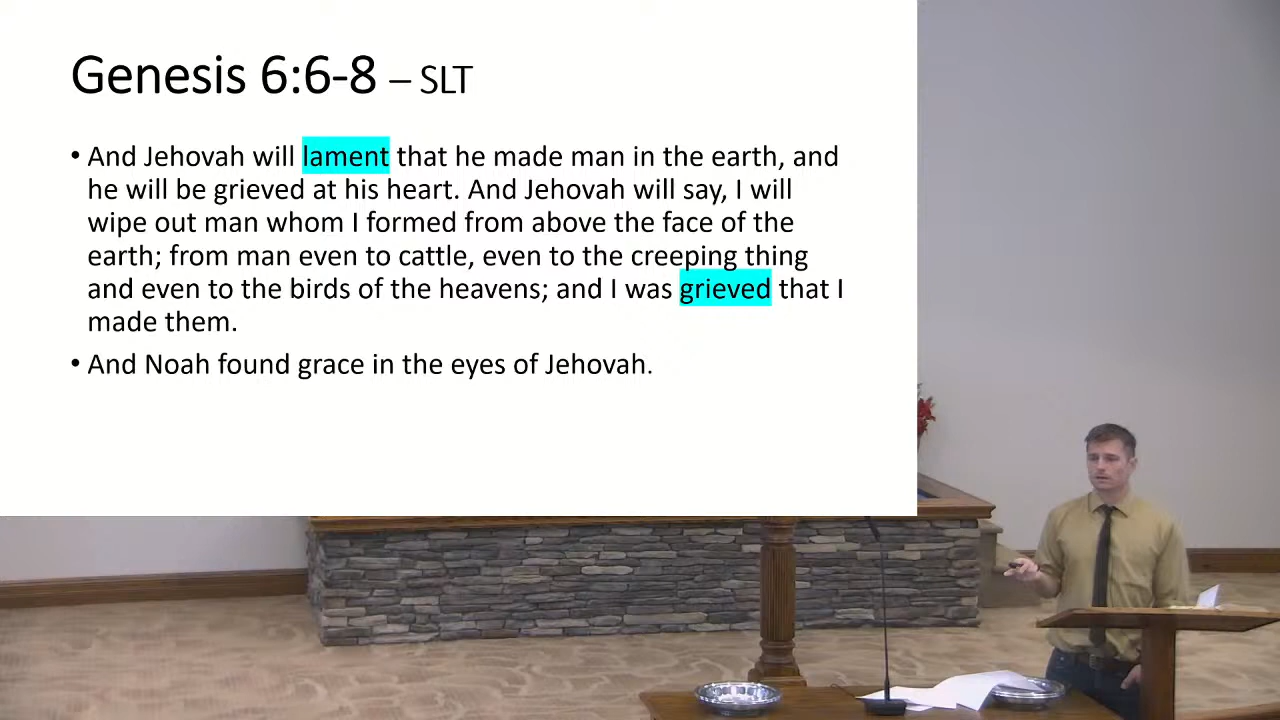 Genesis 6:6-8 – SLT
• And Jehovah will lament that he made man in the earth, and
he will be grieved at his heart. And Jehovah will say, I will
wipe out man whom I formed from above the face of the
earth; from man even to cattle, even to the creeping thing
and even to the birds of the heavens; and I was grieved that I
made them.
• And Noah found grace in the eyes of Jehovah.